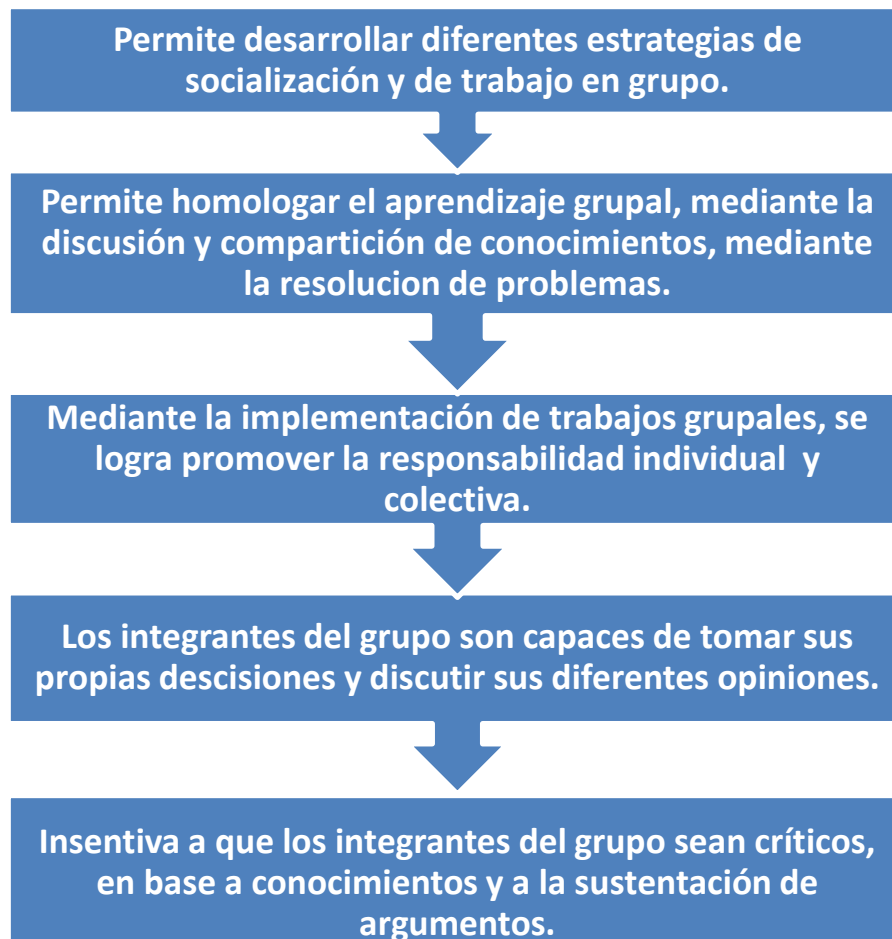 Permite desarrollar diferentes estrategias de
socialización y de trabajo en grupo.
Permite homologar el aprendizaje grupal, mediante la
discusión y compartición de conocimientos, mediante
la resolucion de problemas.
Mediante la implementación de trabajos grupales, se
logra promover la responsabilidad individual  y
colectiva.
Los integrantes del grupo son capaces de tomar sus
propias descisiones y discutir sus diferentes opiniones.
Insentiva a que los integrantes del grupo sean críticos,
en base a conocimientos y a la sustentación de
argumentos.